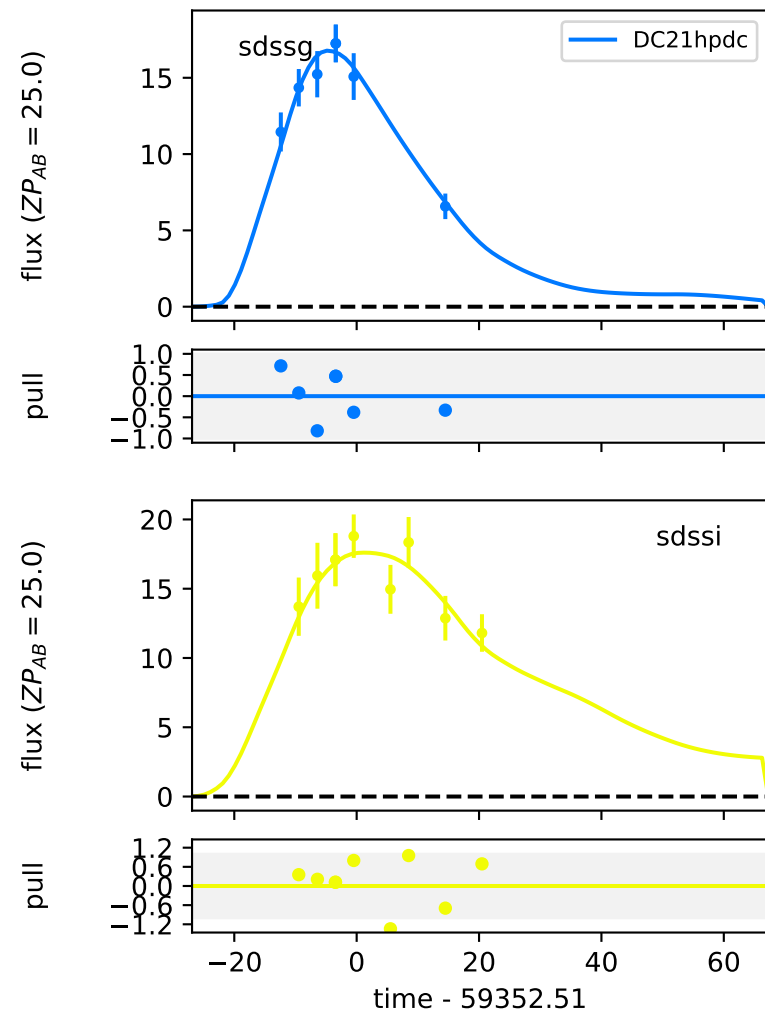 sdssg
DC21hpdc
flux (ZP_AB = 25.0)
15
10
5
0
pull
1.0
0.5
0.0
−0.5
−1.0
sdssi
flux (ZP_AB = 25.0)
20
15
10
5
0
pull
1.2
0.6
0.0
−0.6
−1.2
−20 0 20 40 60
time - 59352.51